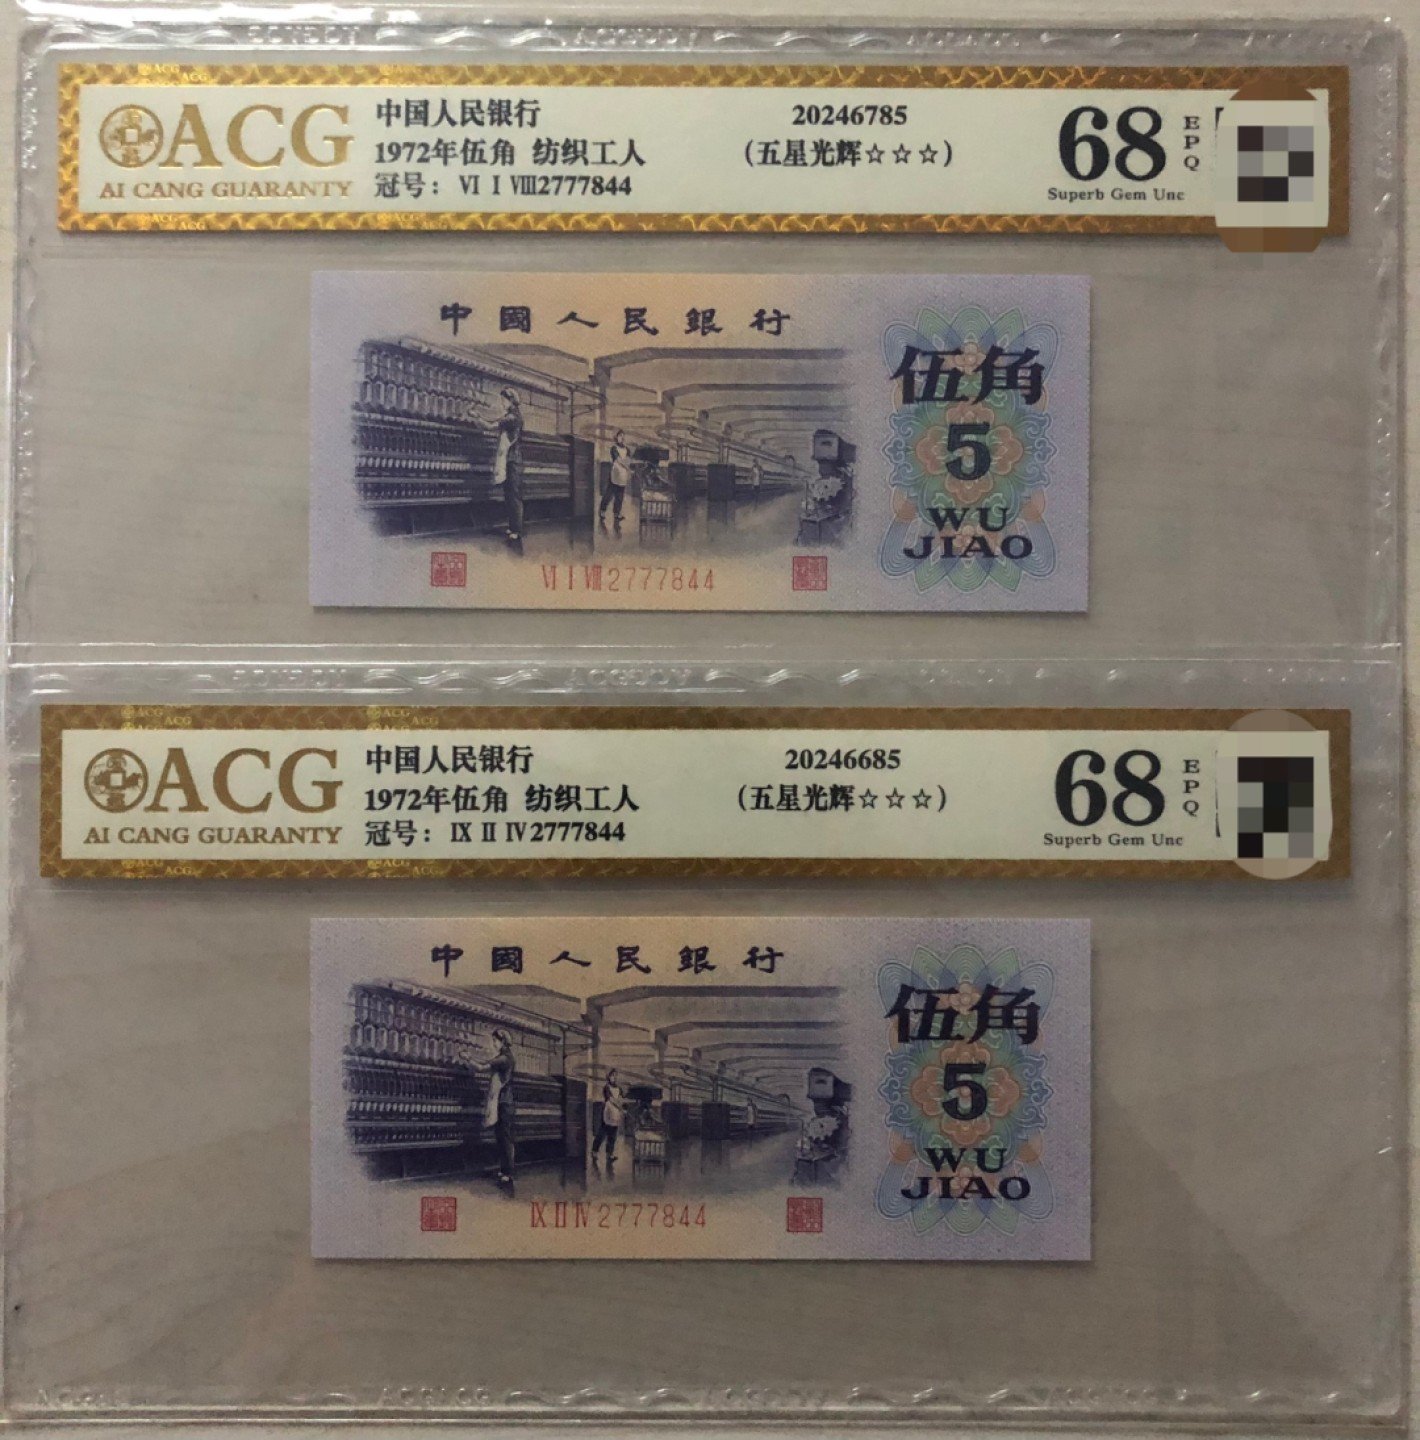 ACG
AI CANG GUARANTY
中国人民银行
20246785
1972年伍角 纺织工人
(五星光辉☆☆☆)
冠号：Ⅵ Ⅰ Ⅷ2777844
68
EPQ
Superb Gem Unc
中國人民銀行
伍角
5
WU
JIAO
Ⅵ Ⅰ Ⅷ2777844
ACG
AI CANG GUARANTY
中国人民银行
20246685
1972年伍角 纺织工人
(五星光辉☆☆☆)
冠号：Ⅸ Ⅱ Ⅳ2777844
68
EPQ
Superb Gem Unc
中國人民銀行
伍角
5
WU
JIAO
Ⅸ Ⅱ Ⅳ2777844